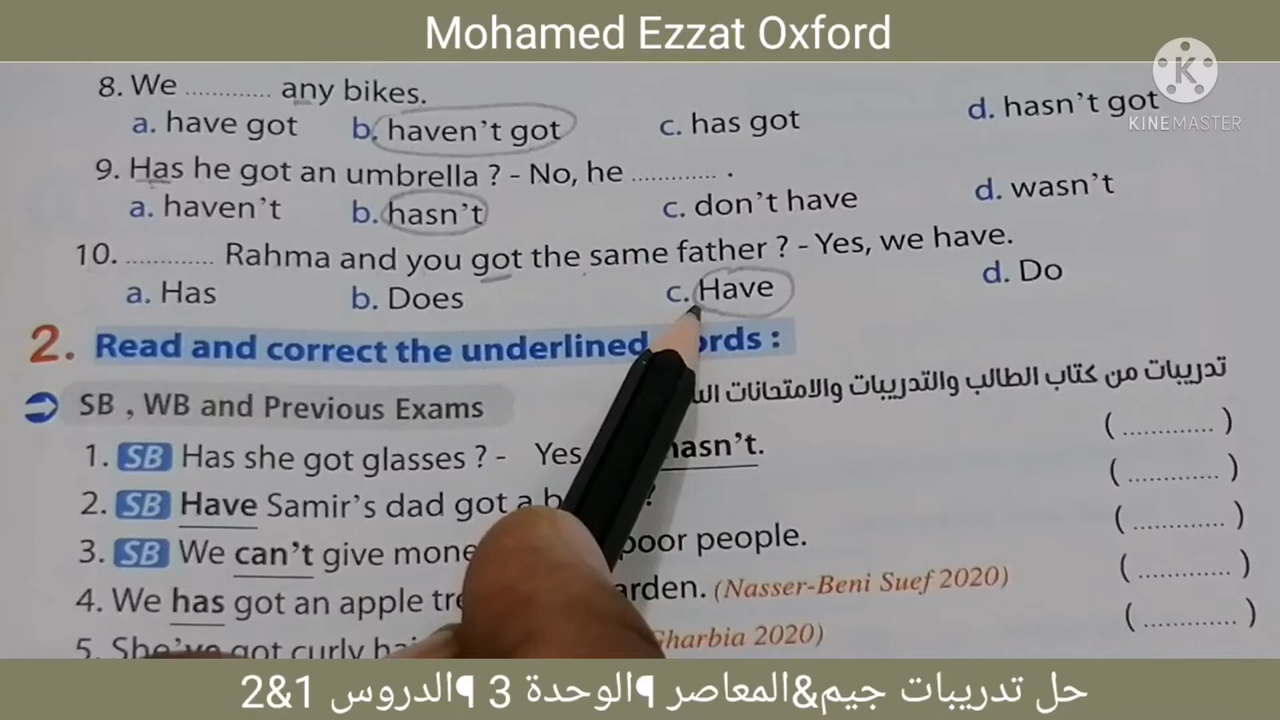 Mohamed Ezzat Oxford
K
KINEMASTER
8. We ............. any bikes.
a. have got b. haven't got c. has got d. hasn't got
9. Has he got an umbrella ? - No, he ............. .
a. haven't b. hasn't c. don't have d. wasn't
10. ............. Rahma and you got the same father ? - Yes, we have.
a. Has b. Does c. Have d. Do
2. Read and correct the underlined :
تدريبات من كتاب الطالب والتدريبات والامتحانات
SB , WB and Previous Exams
1. SB Has she got glasses ? - Yes hasn't. ( ............. )
2. SB Have Samir's dad got a ? ( ............. )
3. SB We can't give poor people. ( ............. )
4. We has got an apple (Nasser-Beni Suef 2020) ( ............. )
5. She've got curly 2020) ( ............. )
حل تدريبات جيم&المعاصر ¶الوحدة 3 ¶الدروس 1&2